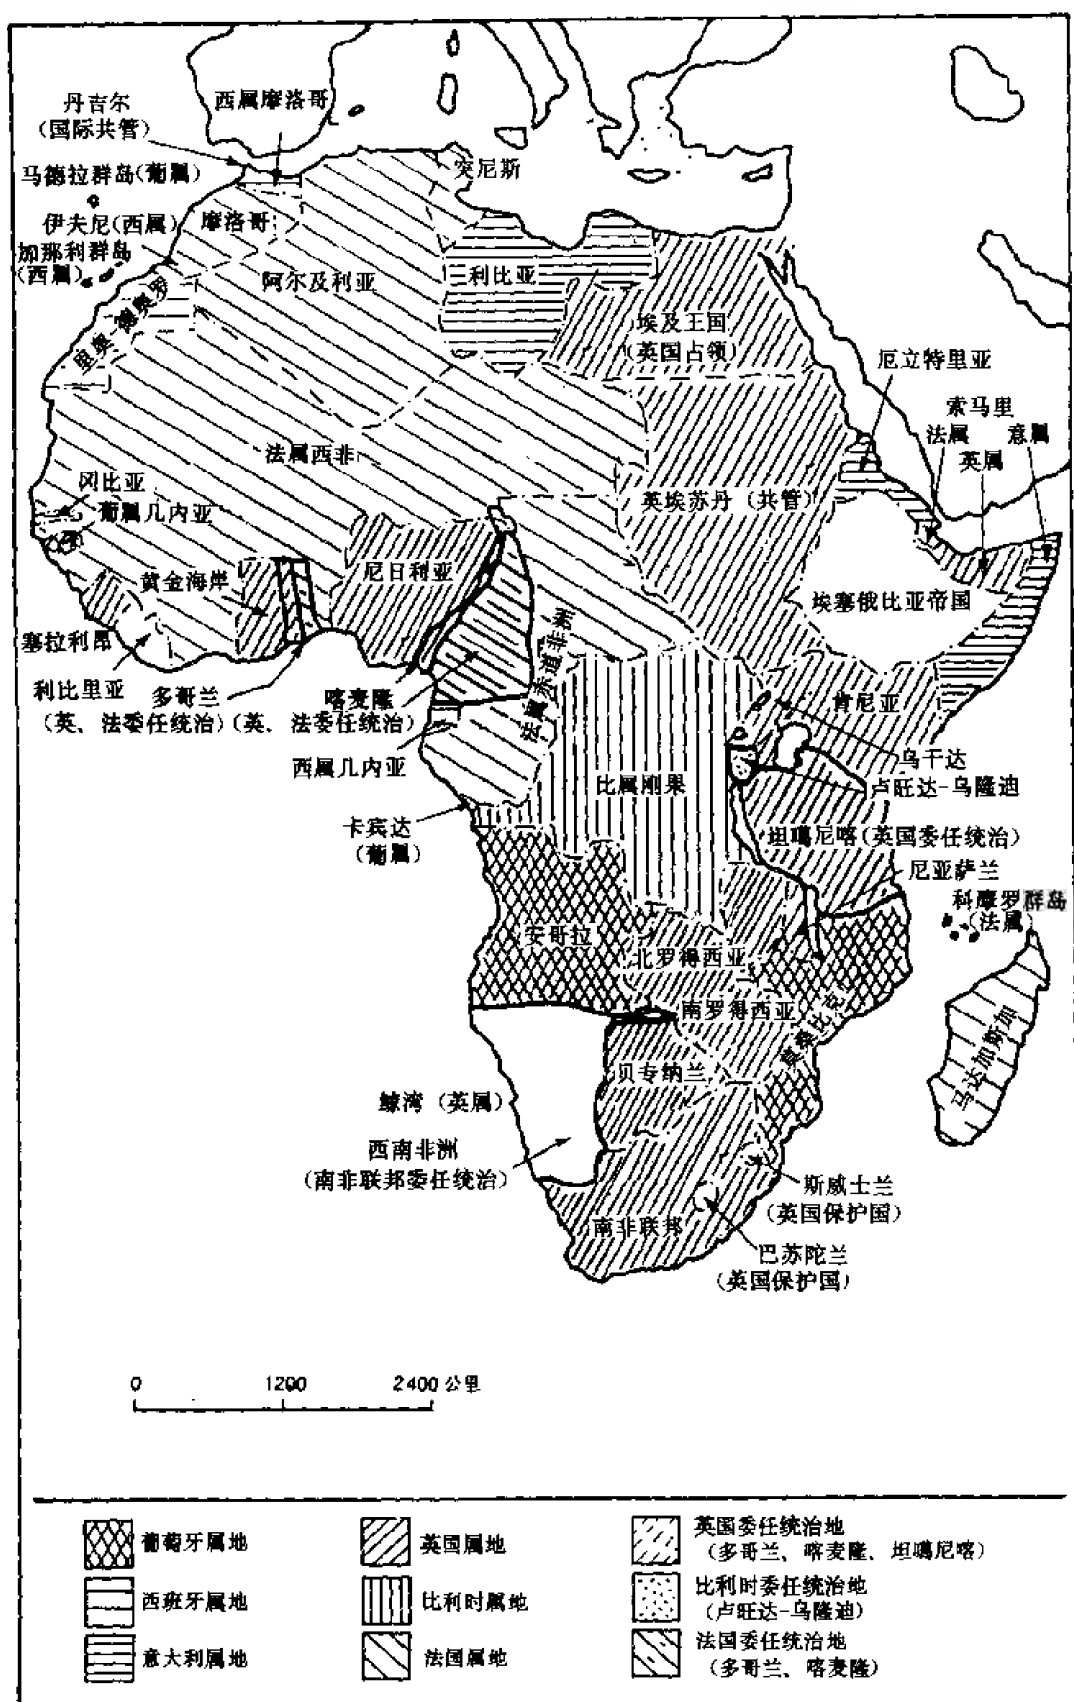 丹吉尔
(国际共管)
西属摩洛哥
马德拉群岛(葡属)
突尼斯
伊夫尼(西属)
摩洛哥
加那利群岛
(西属)
阿尔及利亚
利比亚
里奥-德奥罗
埃及王国
(英国占领)
厄立特里亚
索马里
法属
意属
英属
法属西非
冈比亚
葡属几内亚
英埃苏丹(共管)
黄金海岸
尼日利亚
埃塞俄比亚帝国
塞拉利昂
利比里亚
多哥兰
(英、法委任统治)
喀麦隆
(英、法委任统治)
法属赤道非洲
肯尼亚
西属几内亚
乌干达
比属刚果
卢旺达-乌隆迪
卡宾达
(葡属)
坦噶尼喀(英国委任统治)
尼亚萨兰
科摩罗群岛
(法属)
安哥拉
北罗得西亚
南罗得西亚
莫桑比克
马达加斯加
贝专纳兰
鲸湾(英属)
西南非洲
(南非联邦委任统治)
斯威士兰
(英国保护国)
南非联邦
巴苏陀兰
(英国保护国)
0 1200 2400 公里
葡萄牙属地
英国属地
英国委任统治地
(多哥兰、喀麦隆、坦噶尼喀)
西班牙属地
比利时属地
比利时委任统治地
(卢旺达-乌隆迪)
意大利属地
法国属地
法国委任统治地
(多哥兰、喀麦隆)